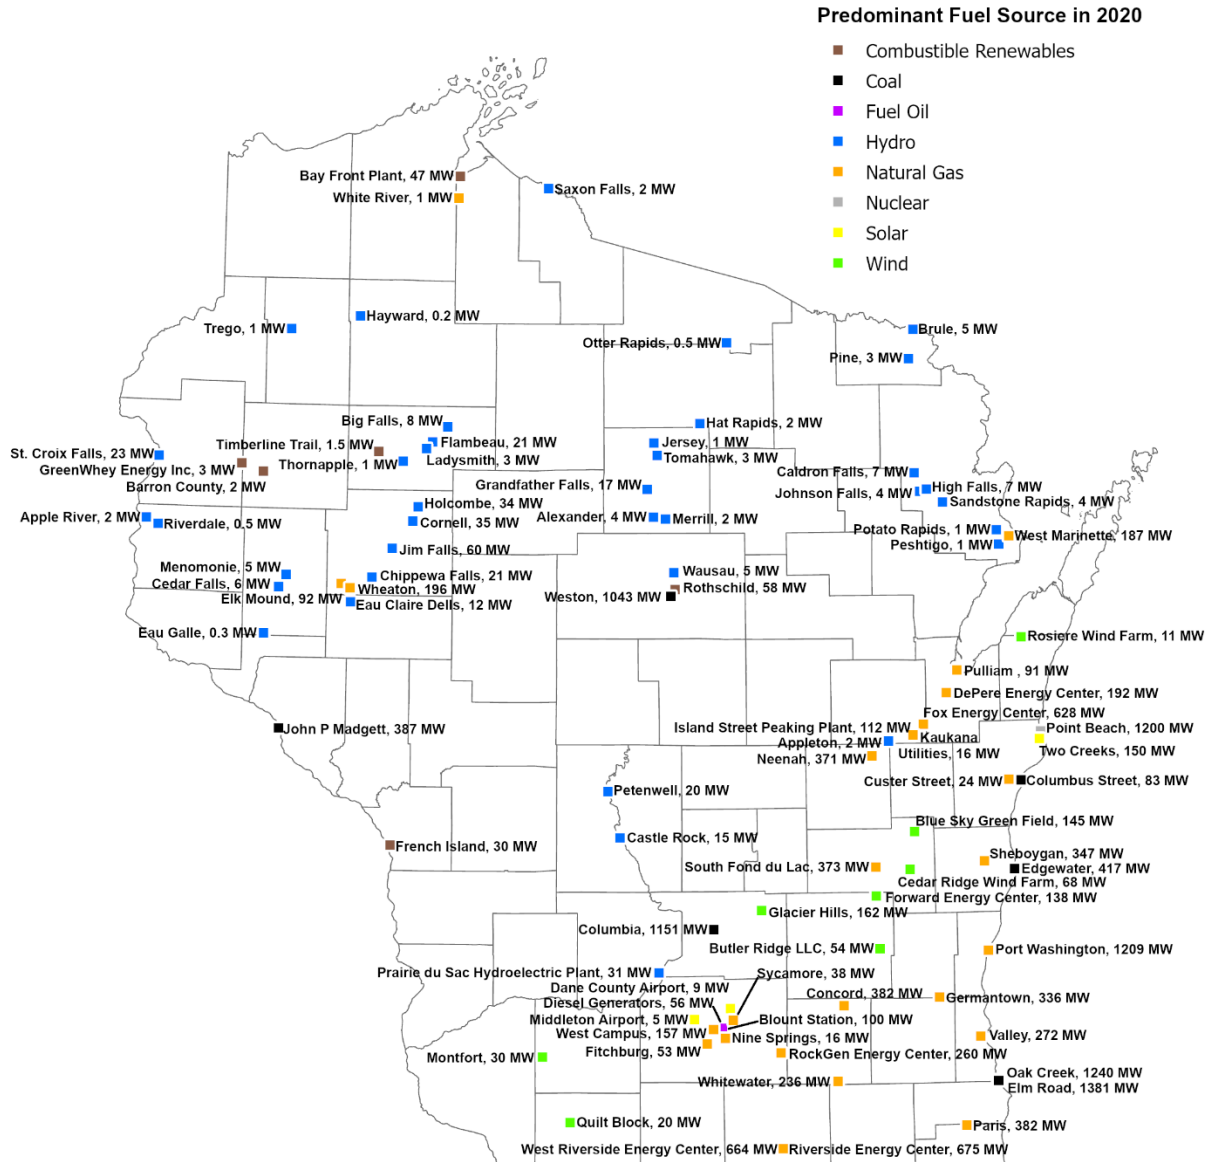 Predominant Fuel Source in 2020
Combustible Renewables
Coal
Fuel Oil
Hydro
Natural Gas
Nuclear
Solar
Wind
Bay Front Plant, 47 MW
White River, 1 MW
Saxon Falls, 2 MW
Hayward, 0.2 MW
Trego, 1 MW
Brule, 5 MW
Otter Rapids, 0.5 MW
Pine, 3 MW
Big Falls, 8 MW
Hat Rapids, 2 MW
Timberline Trail, 1.5 MW
Flambeau, 21 MW
Jersey, 1 MW
St. Croix Falls, 23 MW
Thornapple, 1 MW
Ladysmith, 3 MW
Tomahawk, 3 MW
GreenWhey Energy Inc, 3 MW
Caldron Falls, 7 MW
Barron County, 2 MW
Grandfather Falls, 17 MW
High Falls, 7 MW
Johnson Falls, 4 MW
Sandstone Rapids, 4 MW
Holcombe, 34 MW
Apple River, 2 MW
Riverdale, 0.5 MW
Cornell, 35 MW
Alexander, 4 MW
Merrill, 2 MW
Potato Rapids, 1 MW
West Marinette, 187 MW
Peshtigo, 1 MW
Jim Falls, 60 MW
Menomonie, 5 MW
Chippewa Falls, 21 MW
Wausau, 5 MW
Cedar Falls, 6 MW
Wheaton, 196 MW
Rothschild, 58 MW
Elk Mound, 92 MW
Eau Claire Dells, 12 MW
Weston, 1043 MW
Eau Galle, 0.3 MW
Rosiere Wind Farm, 11 MW
Pulliam , 91 MW
DePere Energy Center, 192 MW
Fox Energy Center, 628 MW
John P Madgett, 387 MW
Island Street Peaking Plant, 112 MW
Point Beach, 1200 MW
Kaukana
Utilities, 16 MW
Appleton, 2 MW
Two Creeks, 150 MW
Neenah, 371 MW
Custer Street, 24 MW
Columbus Street, 83 MW
Petenwell, 20 MW
Blue Sky Green Field, 145 MW
Castle Rock, 15 MW
French Island, 30 MW
Sheboygan, 347 MW
South Fond du Lac, 373 MW
Edgewater, 417 MW
Cedar Ridge Wind Farm, 68 MW
Forward Energy Center, 138 MW
Glacier Hills, 162 MW
Columbia, 1151 MW
Butler Ridge LLC, 54 MW
Port Washington, 1209 MW
Prairie du Sac Hydroelectric Plant, 31 MW
Sycamore, 38 MW
Dane County Airport, 9 MW
Concord, 382 MW
Germantown, 336 MW
Diesel Generators, 56 MW
Middleton Airport, 5 MW
Blount Station, 100 MW
West Campus, 157 MW
Nine Springs, 16 MW
Valley, 272 MW
Fitchburg, 53 MW
RockGen Energy Center, 260 MW
Montfort, 30 MW
Oak Creek, 1240 MW
Whitewater, 236 MW
Elm Road, 1381 MW
Quilt Block, 20 MW
Paris, 382 MW
West Riverside Energy Center, 664 MW
Riverside Energy Center, 675 MW